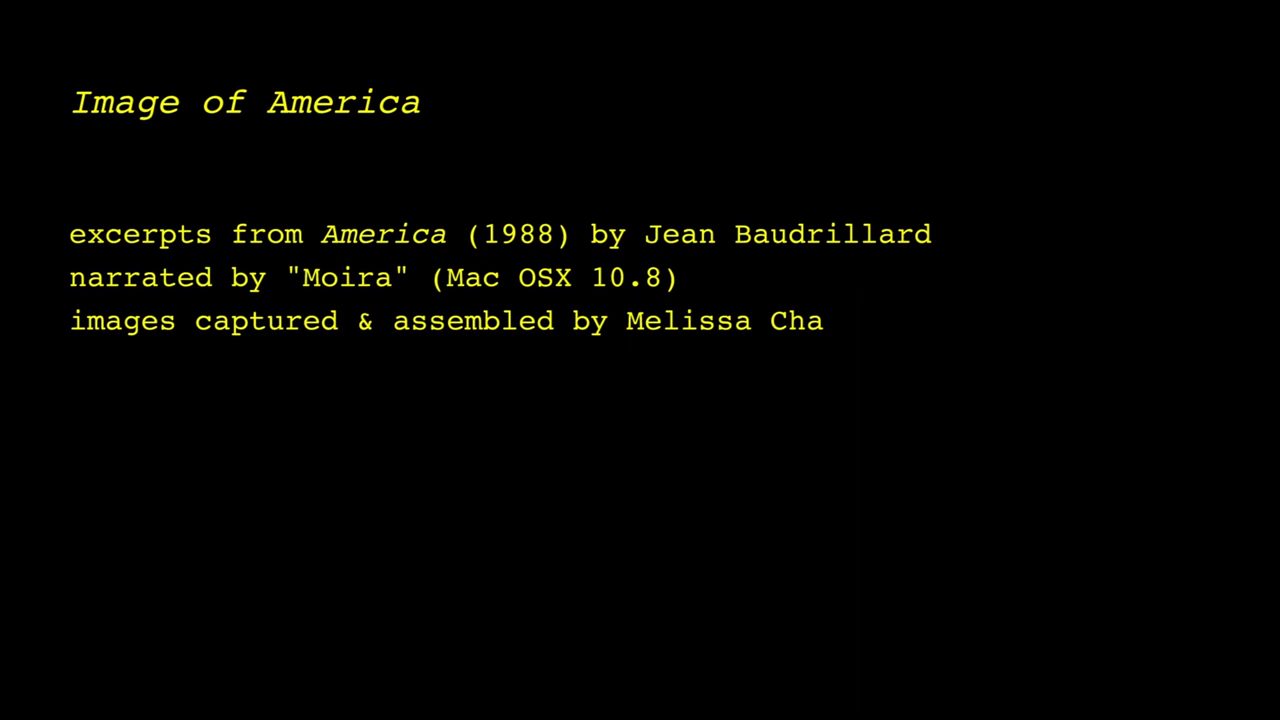 Image of America
excerpts from America (1988) by Jean Baudrillard
narrated by "Moira" (Mac OSX 10.8)
images captured & assembled by Melissa Cha